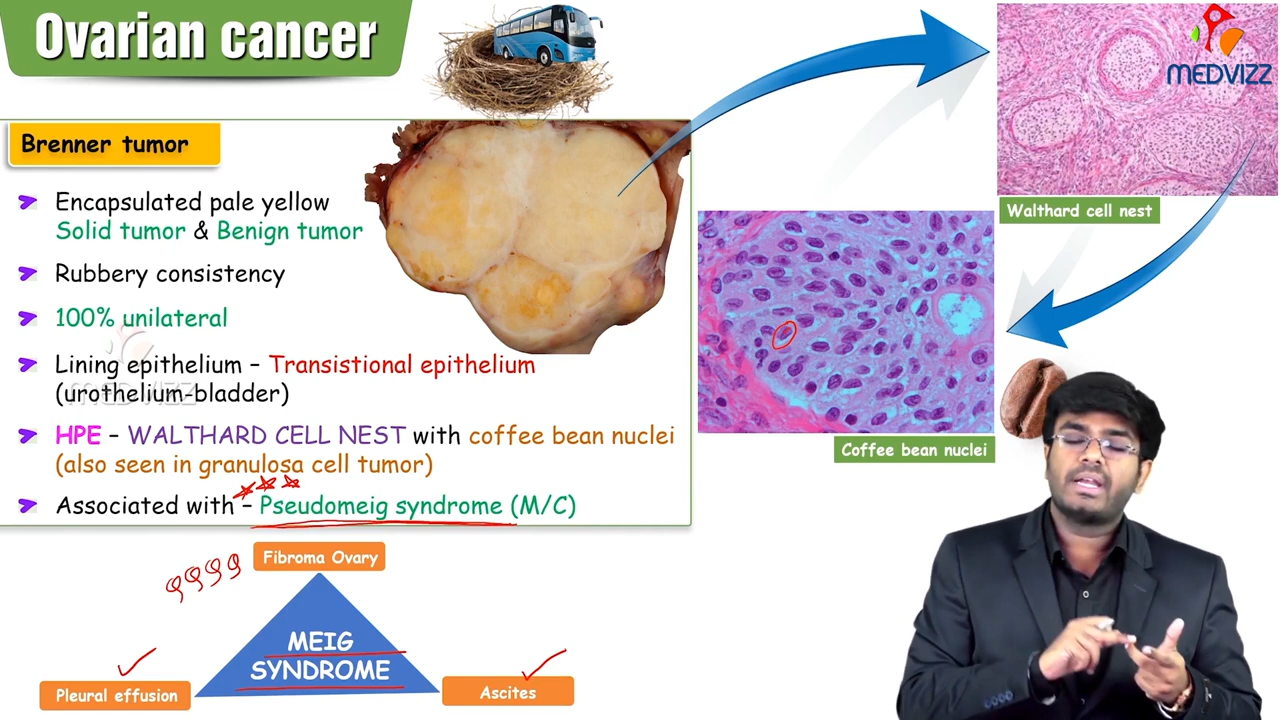 Ovarian cancer
MEDVIZZ
Brenner tumor
Encapsulated pale yellow
Solid tumor & Benign tumor
Rubbery consistency
100% unilateral
Lining epithelium – Transistional epithelium
(urothelium-bladder)
HPE – WALTHARD CELL NEST with coffee bean nuclei
(also seen in granulosa cell tumor)
Associated with – Pseudomeig syndrome (M/C)
Walthard cell nest
Coffee bean nuclei
Fibroma Ovary
MEIG
SYNDROME
Pleural effusion
Ascites
MEDVIZZ